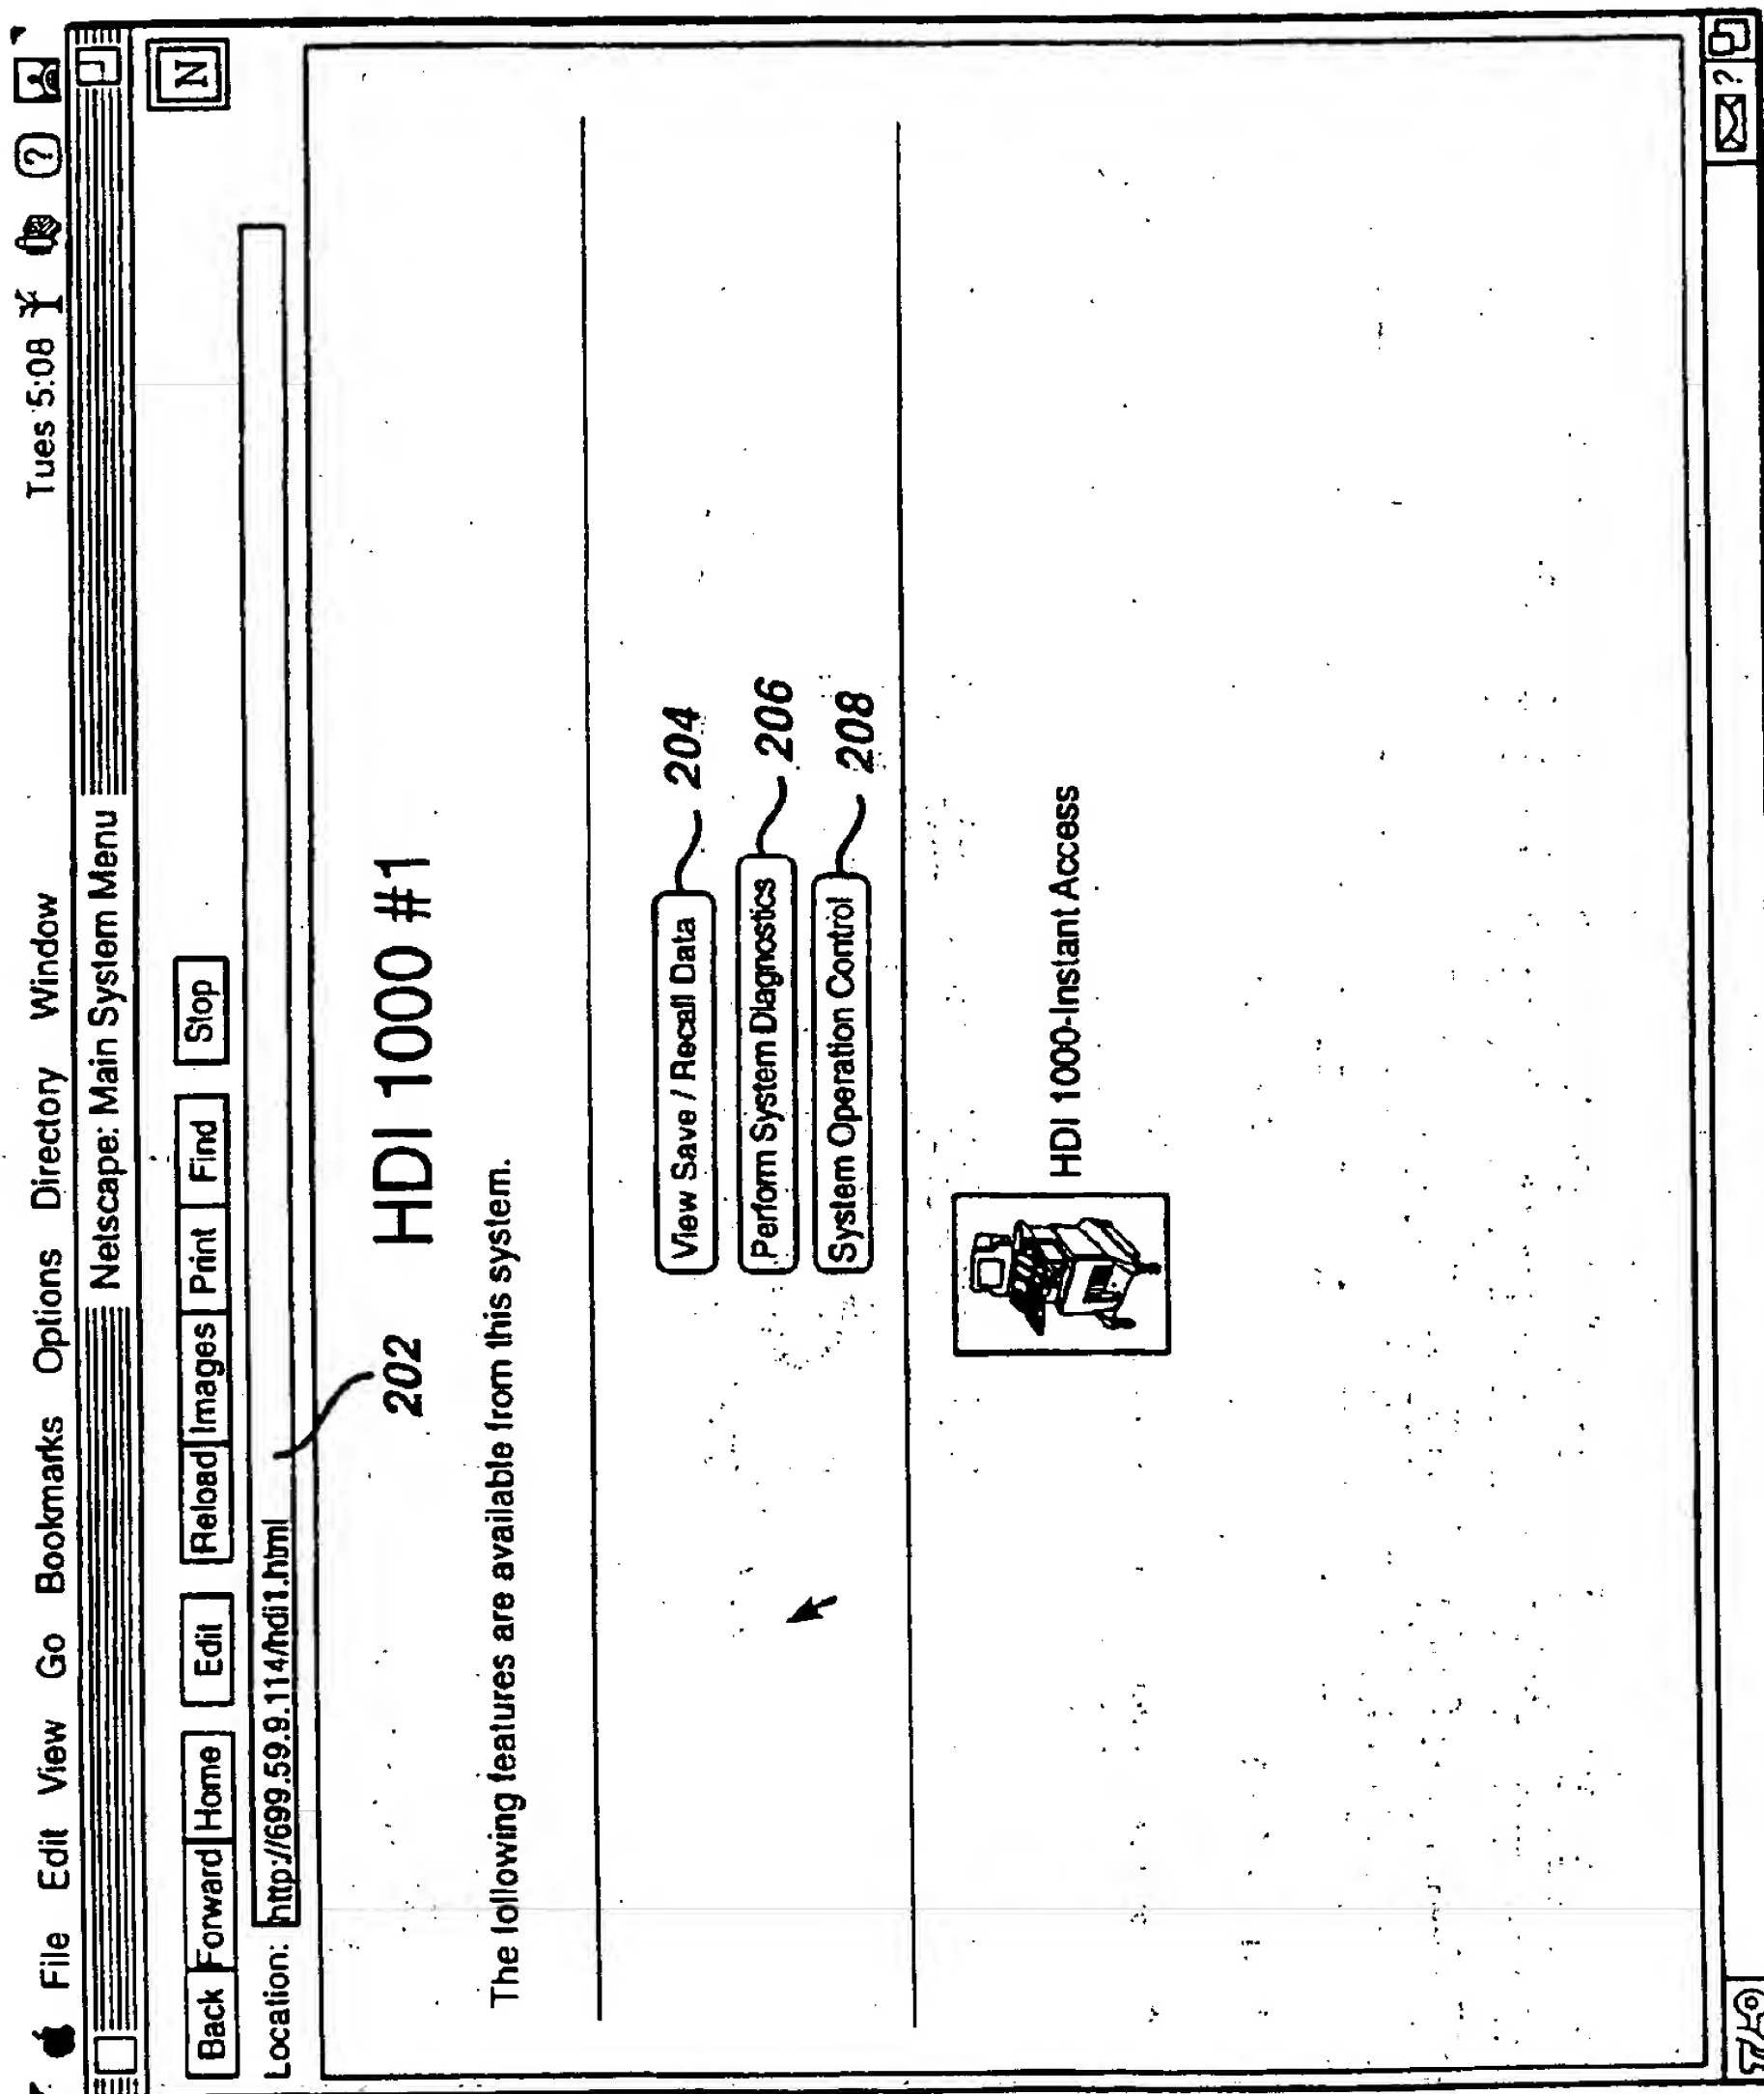 File Edit View Go Bookmarks Options Directory Window Tues 5:08 ?
Netscape: Main System Menu
Back Forward Home Edit Reload Images Print Find Stop N
Location: http://699.59.9.114/hdi1.html
202
HDI 1000 #1
The following features are available from this system.
View Save / Recall Data 204
Perform System Diagnostics 206
System Operation Control 208
HDI 1000-Instant Access
?